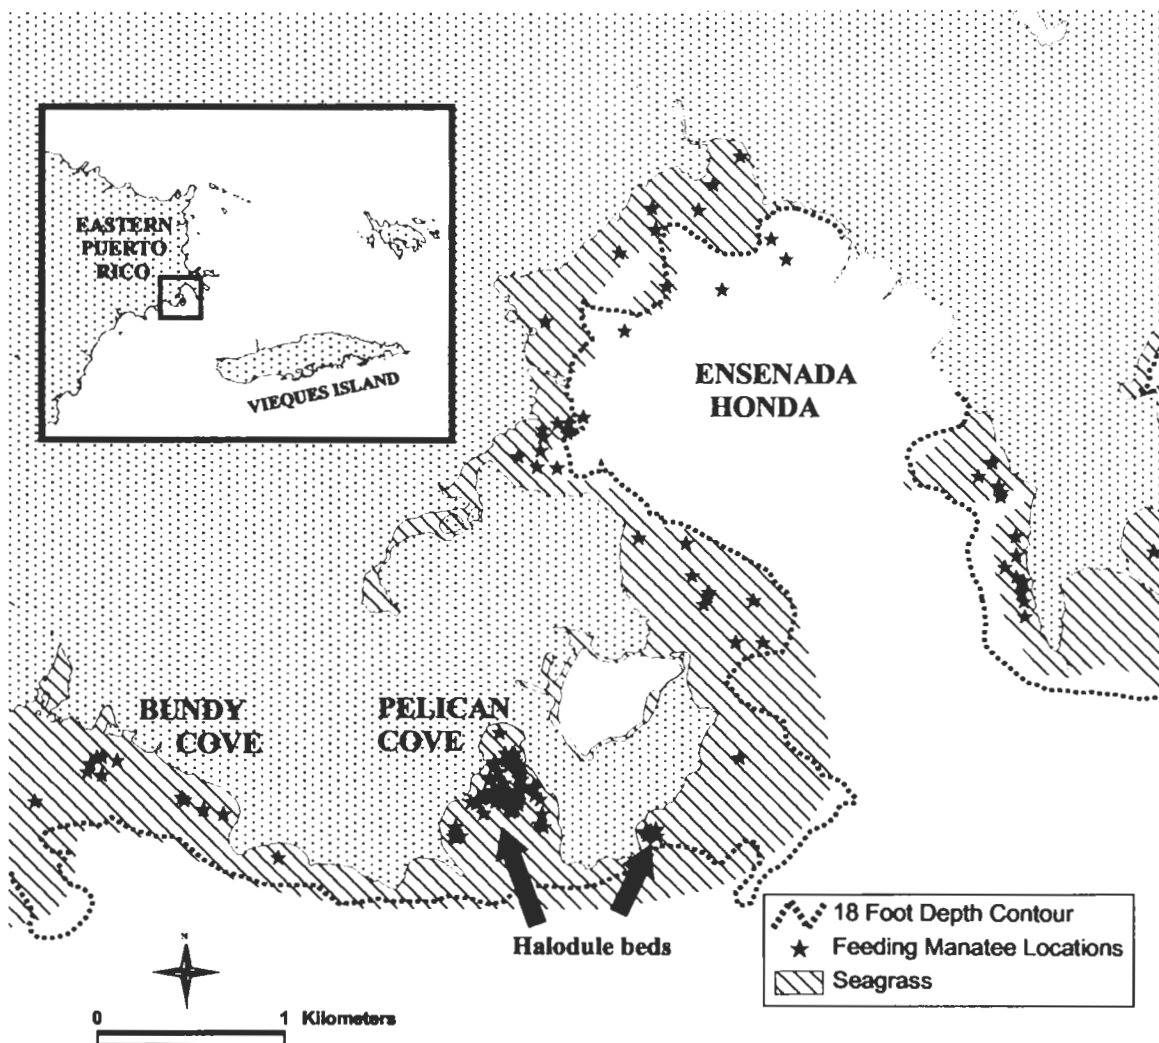 EASTERN
PUERTO
RICO
VIEQUES ISLAND
ENSENADA
HONDA
BUNDY
COVE
PELICAN
COVE
Halodule beds
18 Foot Depth Contour
Feeding Manatee Locations
Seagrass
N
0 1 Kilometers